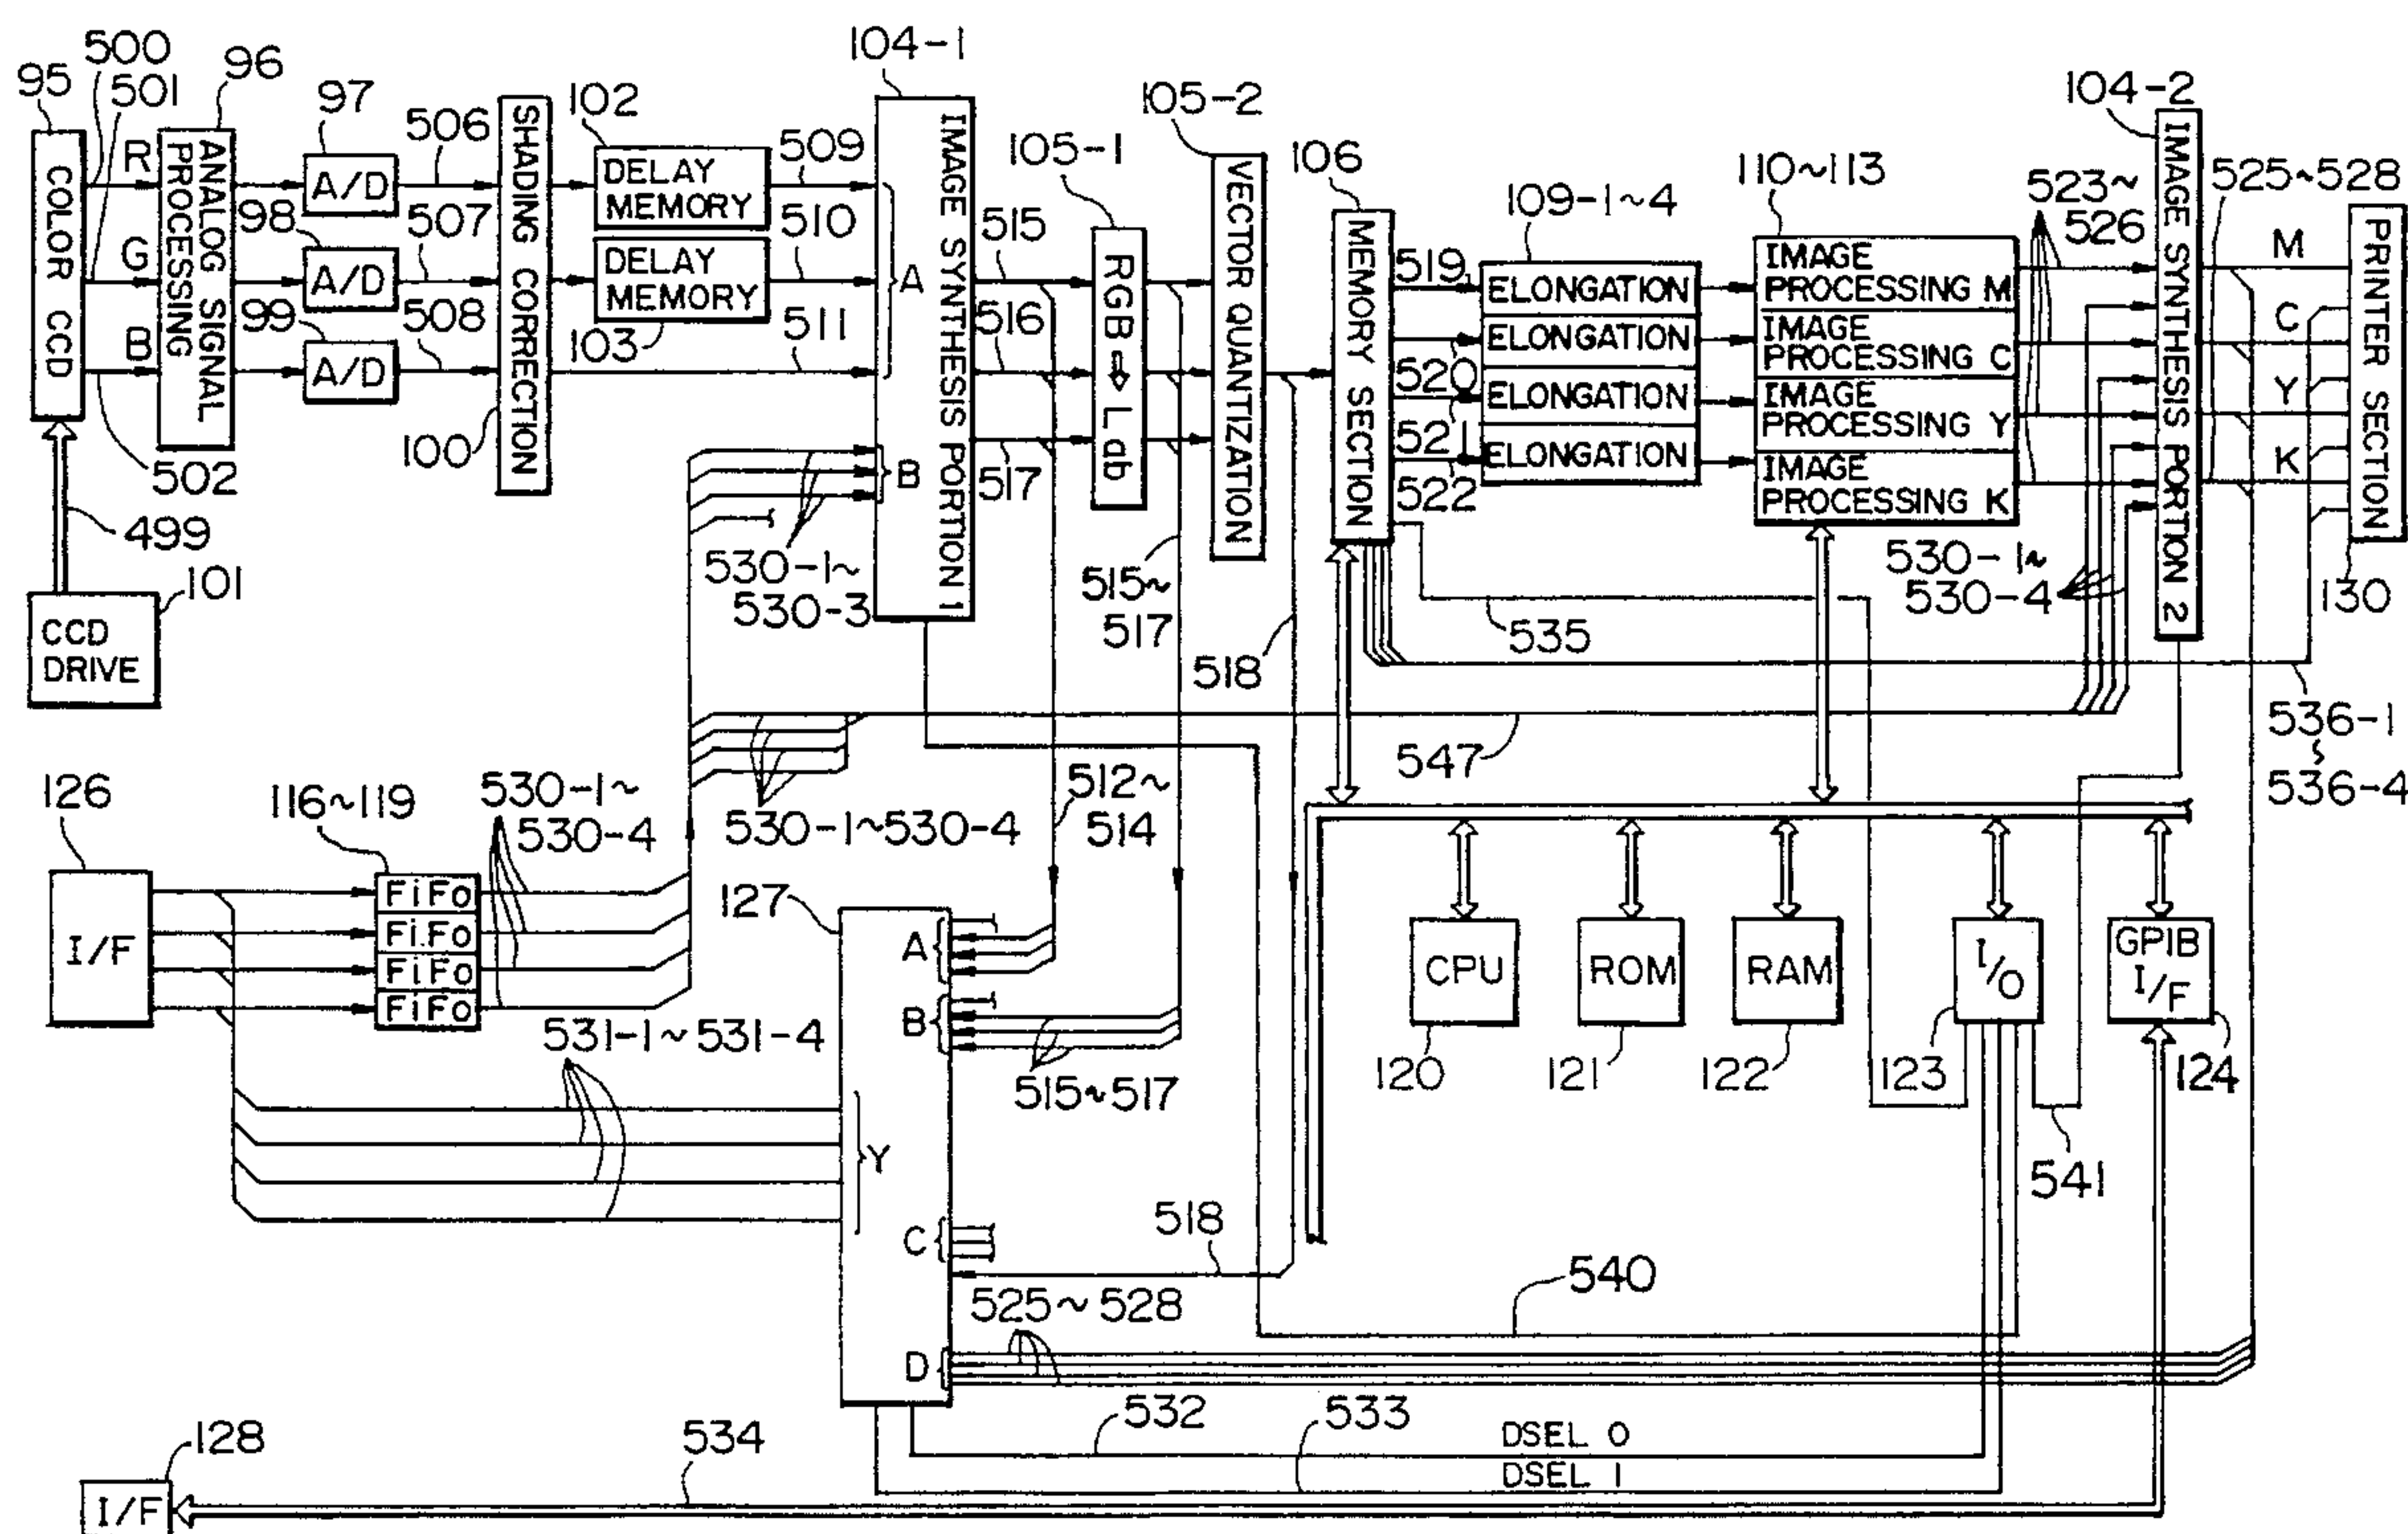 500
95
501
96
97
506
102
509
104-1
105-2
105-1
106
109-1~4
110~113
104-2
523~
526
525~528
COLOR CCD
R
G
B
ANALOG SIGNAL
PROCESSING
A/D
98
A/D
99
A/D
507
508
SHADING CORRECTION
100
DELAY
MEMORY
DELAY
MEMORY
103
510
511
A
B
IMAGE SYNTHESIS PORTION 1
515
516
517
RGB⇨Lab
VECTOR QUANTIZATION
MEMORY SECTION
519
520
521
522
ELONGATION
ELONGATION
ELONGATION
ELONGATION
IMAGE
PROCESSING M
IMAGE
PROCESSING C
IMAGE
PROCESSING Y
IMAGE
PROCESSING K
IMAGE SYNTHESIS PORTION 2
M
C
Y
K
PRINTER SECTION
130
502
499
101
CCD
DRIVE
530-1~
530-3
515~
517
518
535
530-1~
530-4
536-1
~
536-4
547
126
I/F
116~119
530-1~
530-4
FiFo
FiFo
FiFo
FiFo
530-1~530-4
512~
514
127
A
B
Y
C
D
531-1~531-4
515~517
518
525~528
CPU
120
ROM
121
RAM
122
I/O
123
GPIB
I/F
124
541
540
532
533
DSEL 0
DSEL 1
128
I/F
534